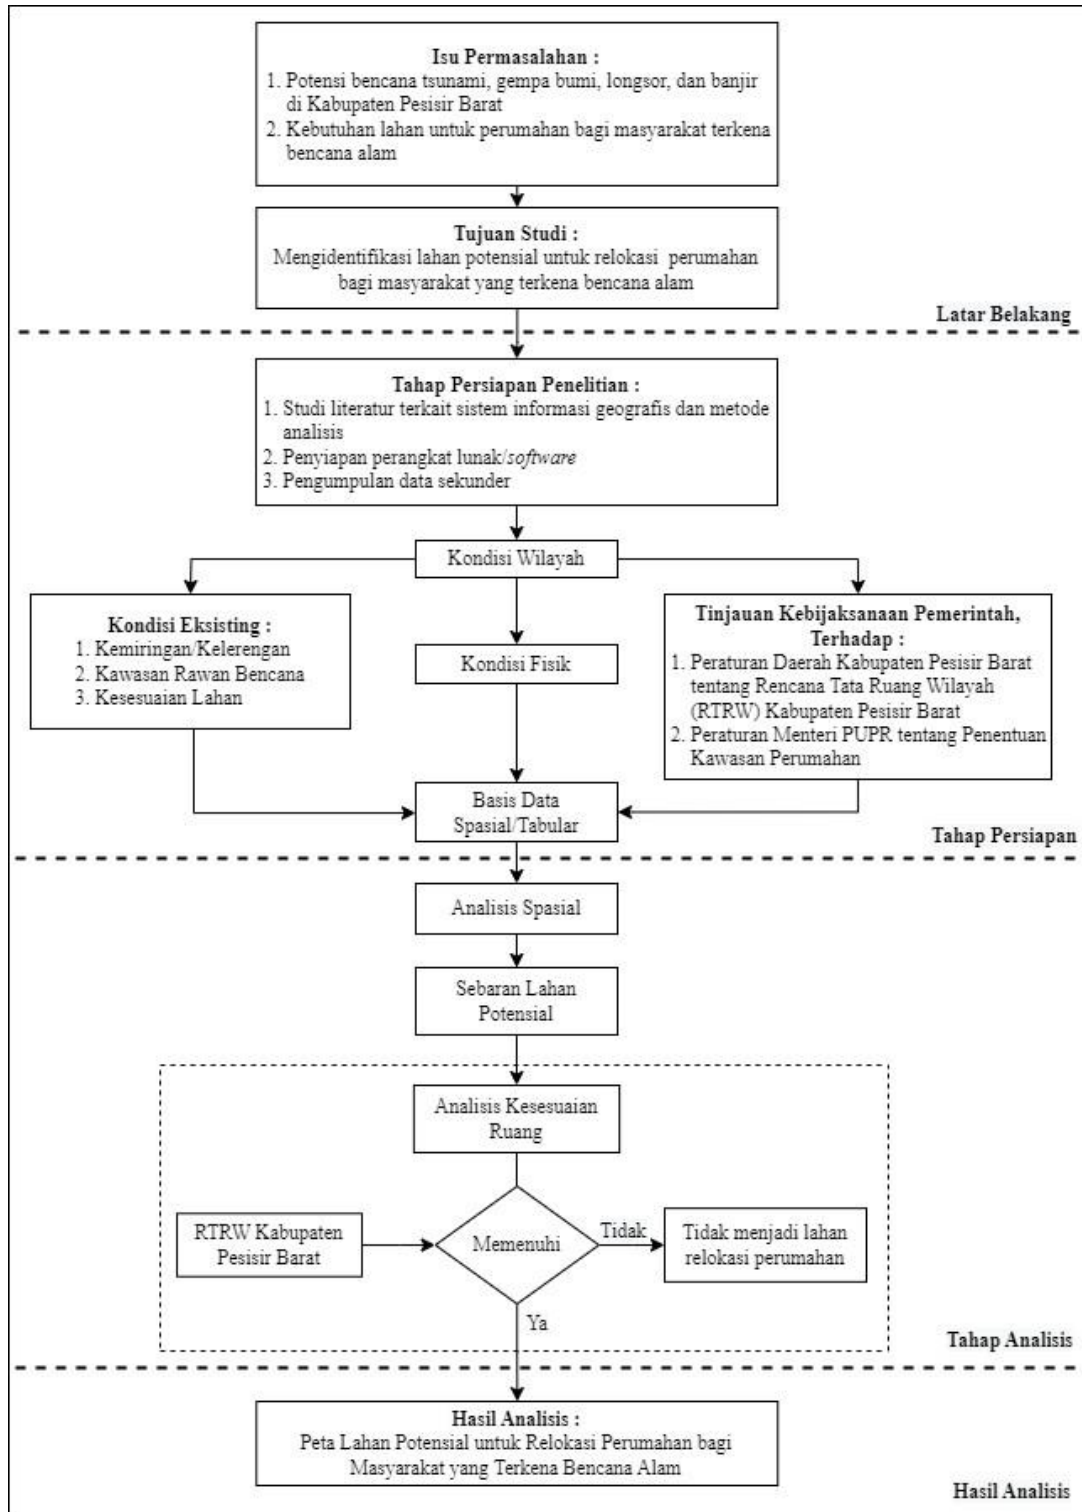 Isu Permasalahan :
1. Potensi bencana tsunami, gempa bumi, longsor, dan banjir
di Kabupaten Pesisir Barat
2. Kebutuhan lahan untuk perumahan bagi masyarakat terkena
bencana alam
Tujuan Studi :
Mengidentifikasi lahan potensial untuk relokasi perumahan
bagi masyarakat yang terkena bencana alam
Latar Belakang
Tahap Persiapan Penelitian :
1. Studi literatur terkait sistem informasi geografis dan metode
analisis
2. Penyiapan perangkat lunak/software
3. Pengumpulan data sekunder
Kondisi Wilayah
Kondisi Eksisting :
1. Kemiringan/Kelerengan
2. Kawasan Rawan Bencana
3. Kesesuaian Lahan
Kondisi Fisik
Tinjauan Kebijaksanaan Pemerintah,
Terhadap :
1. Peraturan Daerah Kabupaten Pesisir Barat
tentang Rencana Tata Ruang Wilayah
(RTRW) Kabupaten Pesisir Barat
2. Peraturan Menteri PUPR tentang Penentuan
Kawasan Perumahan
Basis Data
Spasial/Tabular
Tahap Persiapan
Analisis Spasial
Sebaran Lahan
Potensial
Analisis Kesesuaian
Ruang
RTRW Kabupaten
Pesisir Barat
Memenuhi
Tidak
Tidak menjadi lahan
relokasi perumahan
Ya
Tahap Analisis
Hasil Analisis :
Peta Lahan Potensial untuk Relokasi Perumahan bagi
Masyarakat yang Terkena Bencana Alam
Hasil Analisis